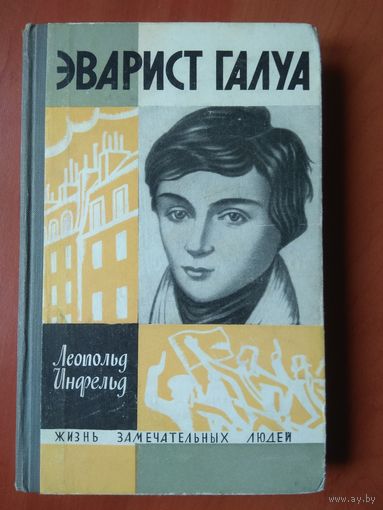 ЭВАРИСТ ГАЛУА
Леопольд
Инфельд
ЖИЗНЬ ЗАМЕЧАТЕЛЬНЫХ ЛЮДЕЙ
www.ay.by